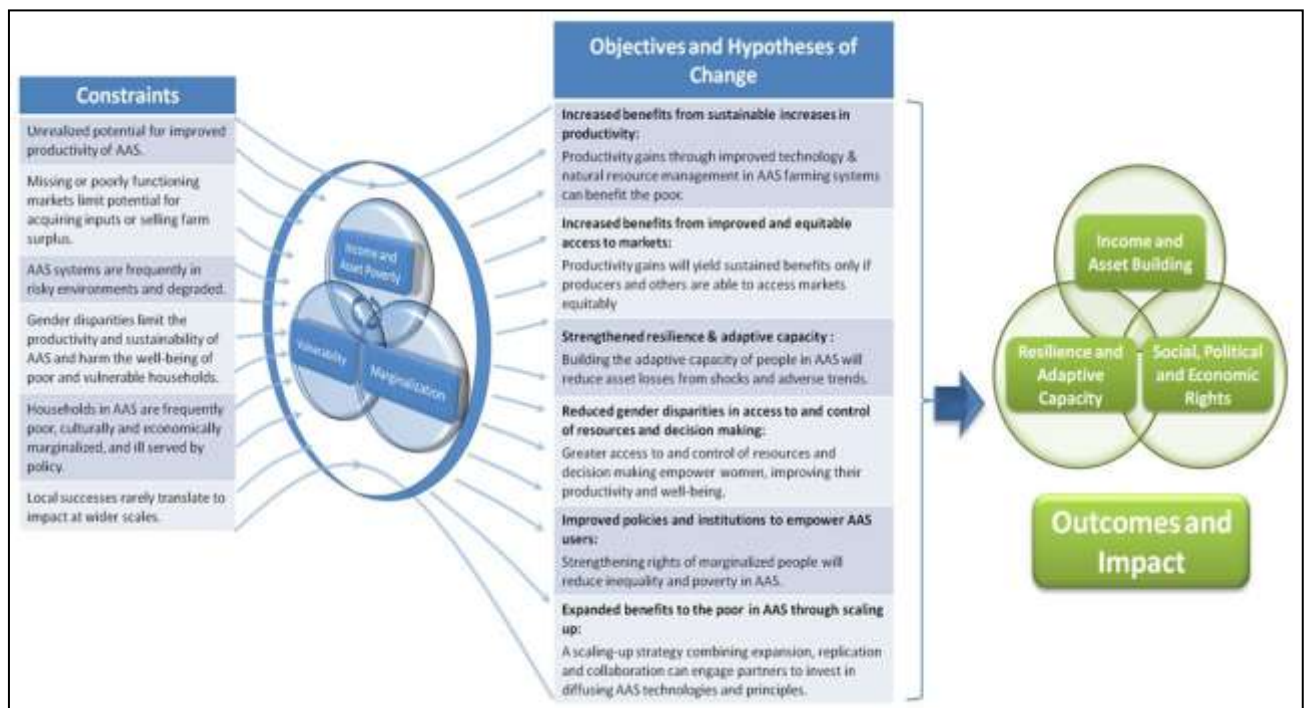 Constraints
Unrealized potential for improved
productivity of AAS.
Missing or poorly functioning
markets limit potential for
acquiring inputs or selling farm
surplus.
AAS systems are frequently in
risky environments and degraded.
Gender disparities limit the
productivity and sustainability of
AAS and harm the well-being of
poor and vulnerable households.
Households in AAS are frequently
poor, culturally and economically
marginalized, and ill served by
policy.
Local successes rarely translate to
impact at wider scales.
Income and
Asset Poverty
Vulnerability
Marginalization
Objectives and Hypotheses of
Change
Increased benefits from sustainable increases in
productivity:
Productivity gains through improved technology &
natural resource management in AAS farming systems
can benefit the poor.
Increased benefits from improved and equitable
access to markets:
Productivity gains will yield sustained benefits only if
producers and others are able to access markets
equitably
Strengthened resilience & adaptive capacity :
Building the adaptive capacity of people in AAS will
reduce asset losses from shocks and adverse trends.
Reduced gender disparities in access to and control
of resources and decision making:
Greater access to and control of resources and
decision making empower women, improving their
productivity and well-being.
Improved policies and institutions to empower AAS
users:
Strengthening rights of marginalized people will
reduce inequality and poverty in AAS.
Expanded benefits to the poor in AAS through scaling
up:
A scaling-up strategy combining expansion, replication
and collaboration can engage partners to invest in
diffusing AAS technologies and principles.
Income and
Asset Building
Resilience and
Adaptive
Capacity
Social, Political
and Economic
Rights
Outcomes and
Impact